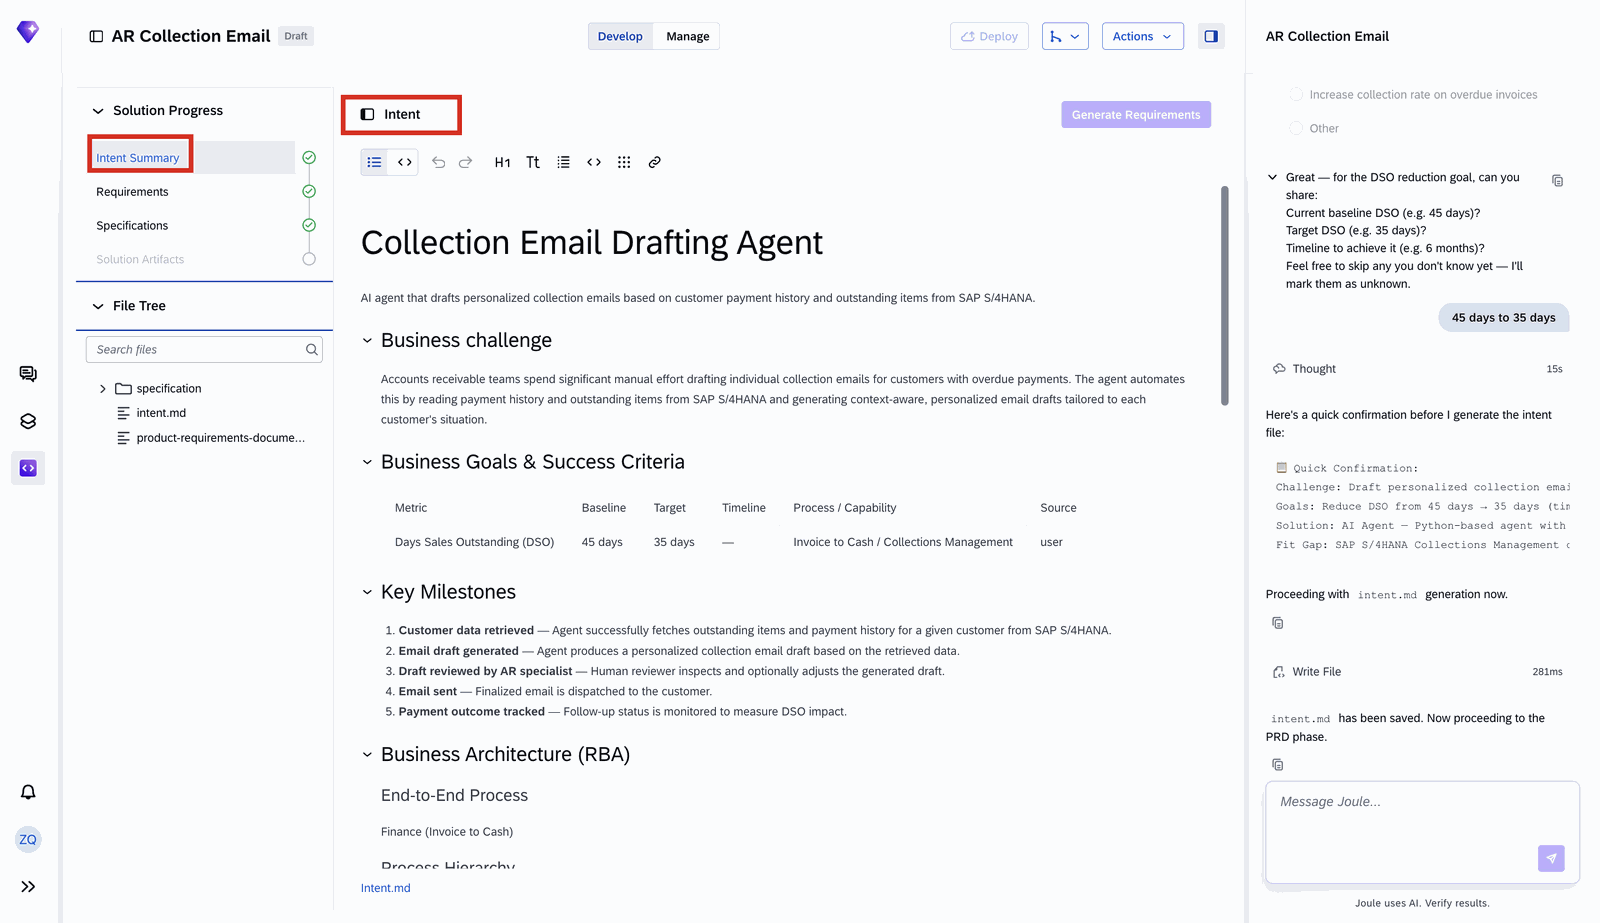 AR Collection Email
Draft
Develop
Manage
Deploy
Actions
AR Collection Email
Solution Progress
Intent Summary
Requirements
Specifications
Solution Artifacts
File Tree
Search files
specification
intent.md
product-requirements-docume...
ZQ
Intent
Generate Requirements
H1
Tt
Collection Email Drafting Agent
AI agent that drafts personalized collection emails based on customer payment history and outstanding items from SAP S/4HANA.
Business challenge
Accounts receivable teams spend significant manual effort drafting individual collection emails for customers with overdue payments. The agent automates
this by reading payment history and outstanding items from SAP S/4HANA and generating context-aware, personalized email drafts tailored to each
customer's situation.
Business Goals & Success Criteria
Metric Baseline Target Timeline Process / Capability Source
Days Sales Outstanding (DSO) 45 days 35 days — Invoice to Cash / Collections Management user
Key Milestones
1. Customer data retrieved — Agent successfully fetches outstanding items and payment history for a given customer from SAP S/4HANA.
2. Email draft generated — Agent produces a personalized collection email draft based on the retrieved data.
3. Draft reviewed by AR specialist — Human reviewer inspects and optionally adjusts the generated draft.
4. Email sent — Finalized email is dispatched to the customer.
5. Payment outcome tracked — Follow-up status is monitored to measure DSO impact.
Business Architecture (RBA)
End-to-End Process
Finance (Invoice to Cash)
Process Hierarchy
Intent.md
Increase collection rate on overdue invoices
Other
Great — for the DSO reduction goal, can you
share:
Current baseline DSO (e.g. 45 days)?
Target DSO (e.g. 35 days)?
Timeline to achieve it (e.g. 6 months)?
Feel free to skip any you don't know yet — I'll
mark them as unknown.
45 days to 35 days
Thought 15s
Here's a quick confirmation before I generate the intent
file:
Quick Confirmation:
Challenge: Draft personalized collection emai
Goals: Reduce DSO from 45 days → 35 days (tim
Solution: AI Agent — Python-based agent with
Fit Gap: SAP S/4HANA Collections Management
Proceeding with intent.md generation now.
Write File 281ms
intent.md has been saved. Now proceeding to the
PRD phase.
Message Joule...
Joule uses AI. Verify results.